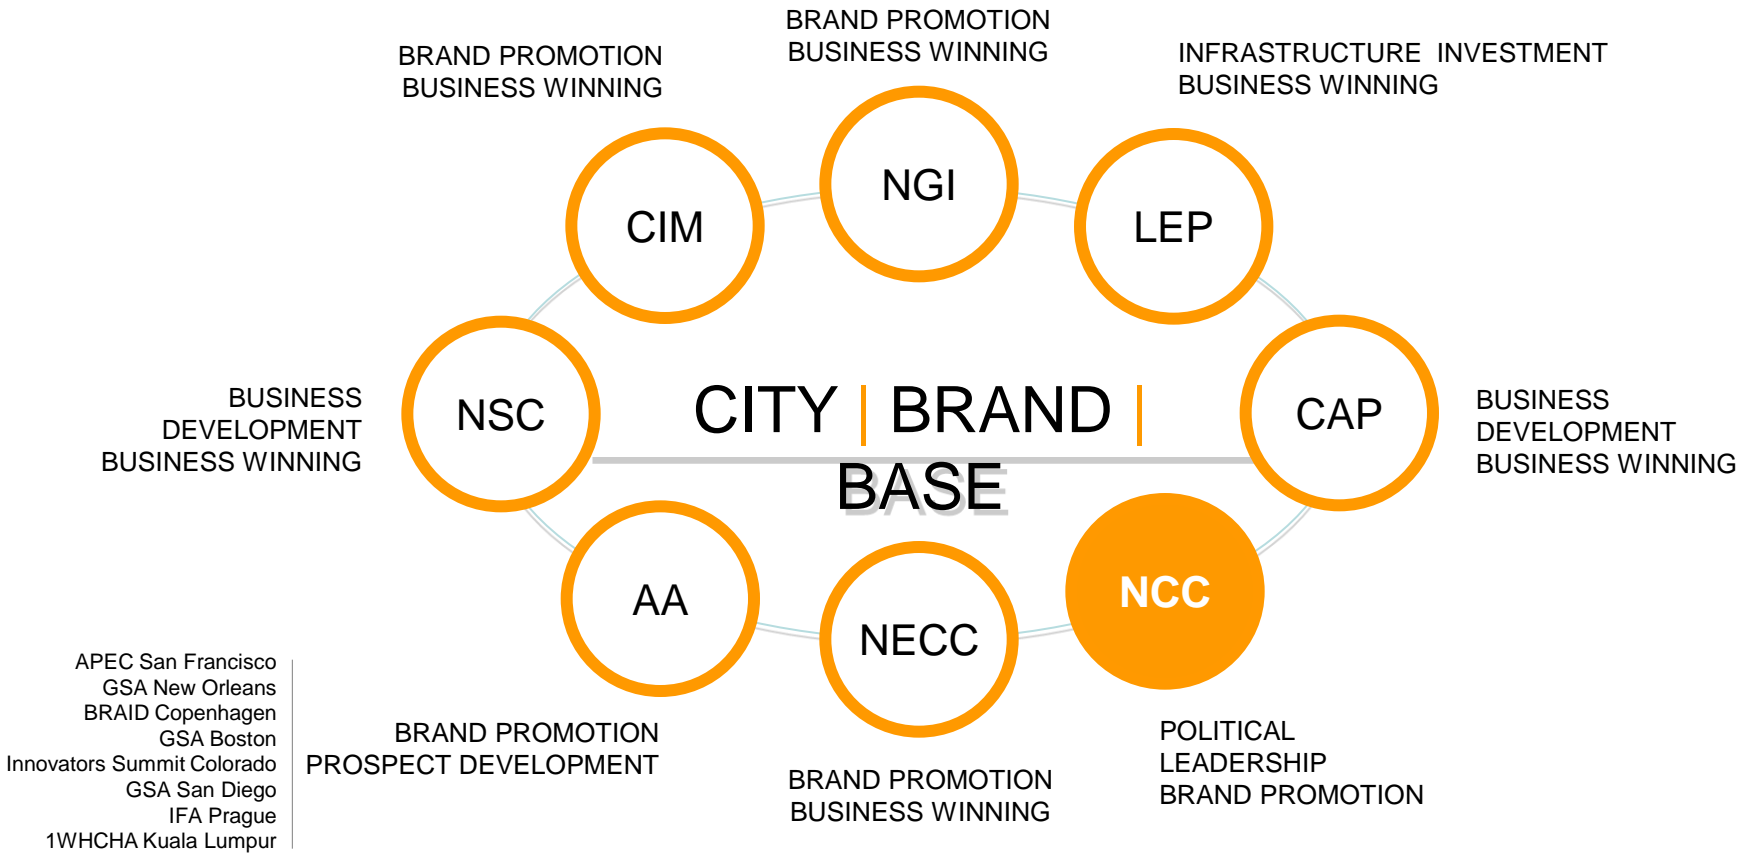 BRAND PROMOTION
BUSINESS WINNING
BRAND PROMOTION
BUSINESS WINNING
INFRASTRUCTURE INVESTMENT
BUSINESS WINNING
NGI
CIM
LEP
BUSINESS
DEVELOPMENT
BUSINESS WINNING
NSC
CITY | BRAND |
BASE
CAP
BUSINESS
DEVELOPMENT
BUSINESS WINNING
AA
NECC
NCC
APEC San Francisco
GSA New Orleans
BRAID Copenhagen
GSA Boston
Innovators Summit Colorado
GSA San Diego
IFA Prague
1WHCHA Kuala Lumpur
BRAND PROMOTION
PROSPECT DEVELOPMENT
BRAND PROMOTION
BUSINESS WINNING
POLITICAL
LEADERSHIP
BRAND PROMOTION